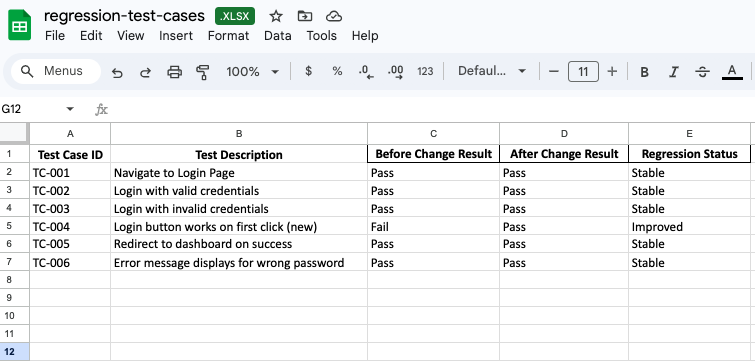 regression-test-cases .XLSX
File Edit View Insert Format Data Tools Help
Menus 100% $ % .0 .00 123 Defaul... 11 B I S A
G12 fx
A B C D E
1 Test Case ID Test Description Before Change Result After Change Result Regression Status
2 TC-001 Navigate to Login Page Pass Pass Stable
3 TC-002 Login with valid credentials Pass Pass Stable
4 TC-003 Login with invalid credentials Pass Pass Stable
5 TC-004 Login button works on first click (new) Fail Pass Improved
6 TC-005 Redirect to dashboard on success Pass Pass Stable
7 TC-006 Error message displays for wrong password Pass Pass Stable
8
9
10
11
12